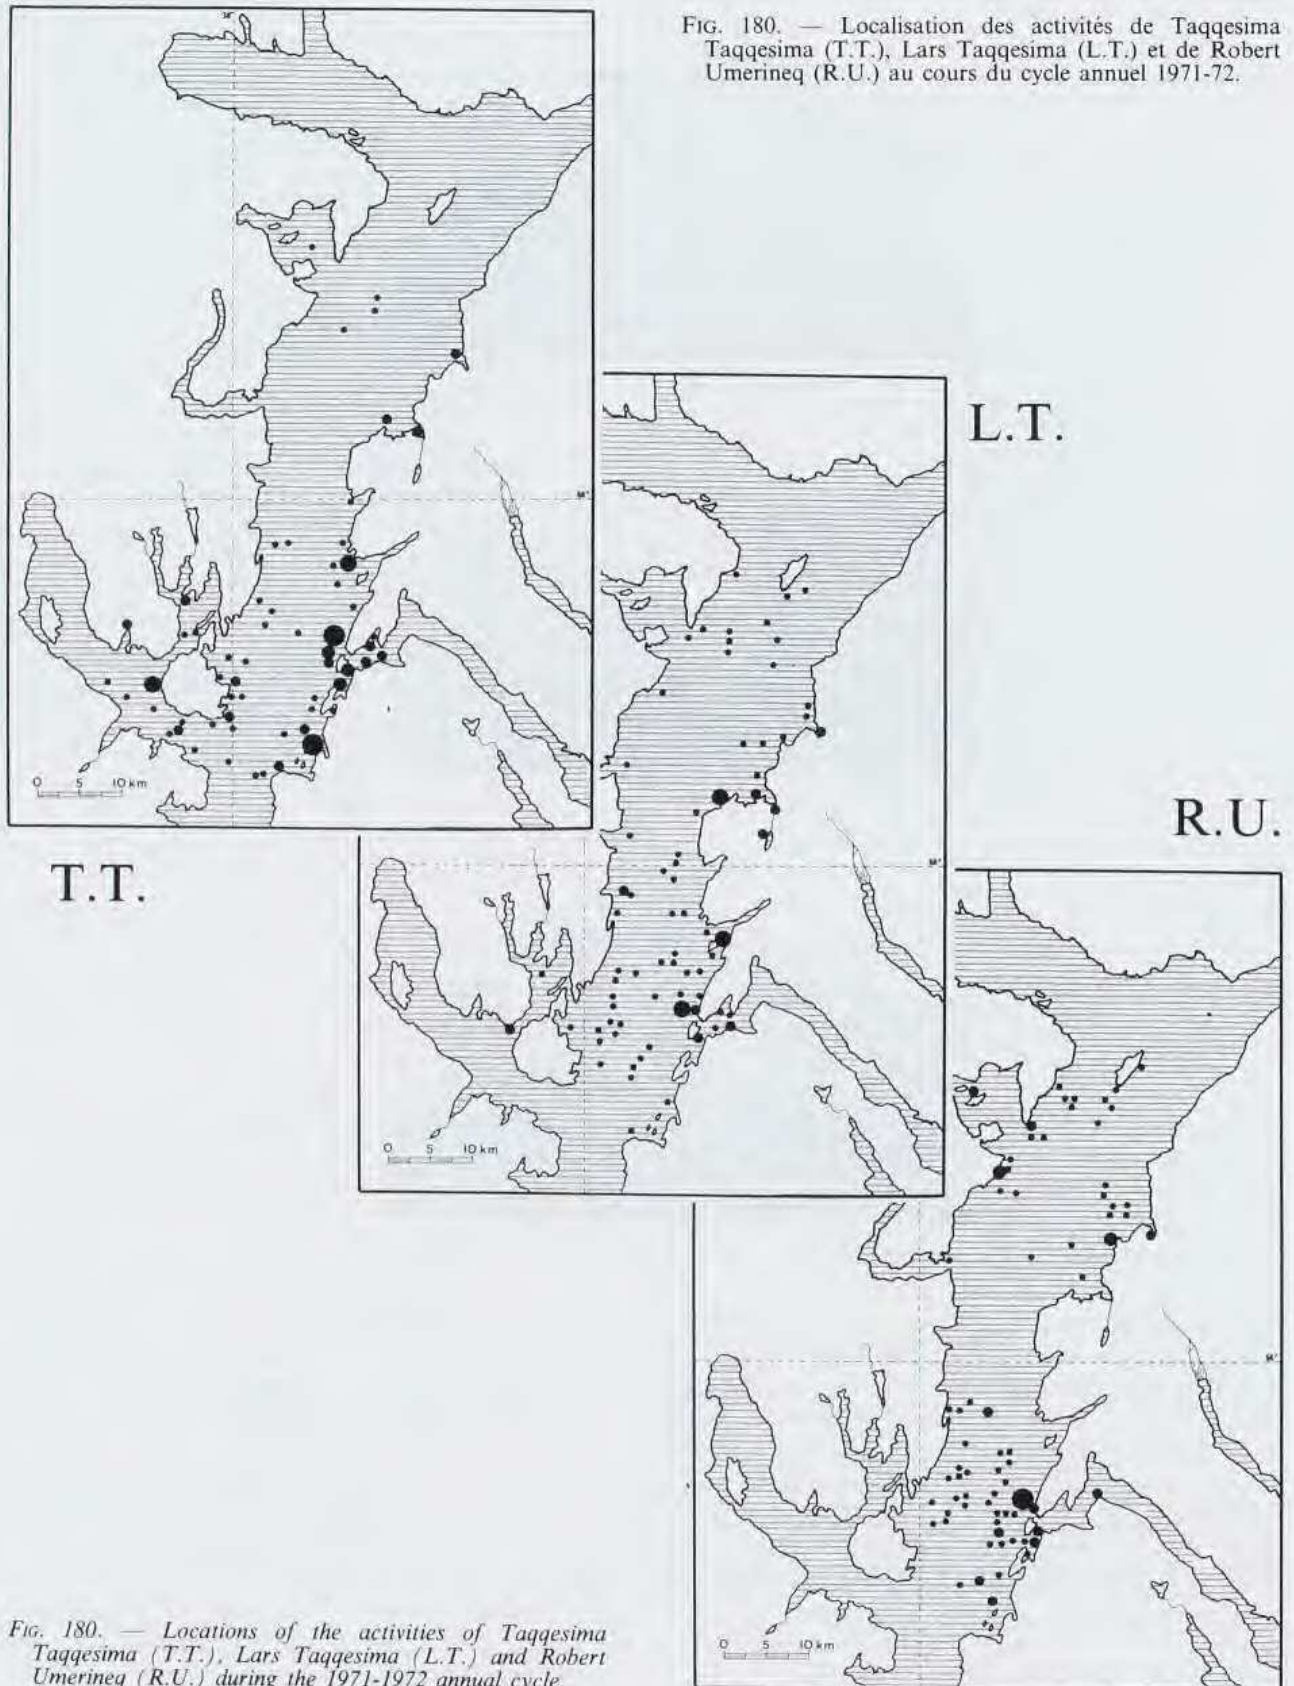 FIG. 180. — Localisation des activités de Taqqesima
Taqqesima (T.T.), Lars Taqqesima (L.T.) et de Robert
Umerineq (R.U.) au cours du cycle annuel 1971-72.
0 5 10 km
T.T.
L.T.
0 5 10 km
R.U.
0 5 10 km
FIG. 180. — Locations of the activities of Taqqesima
Taqqesima (T.T.), Lars Taqqesima (L.T.) and Robert
Umerineq (R.U.) during the 1971-1972 annual cycle.